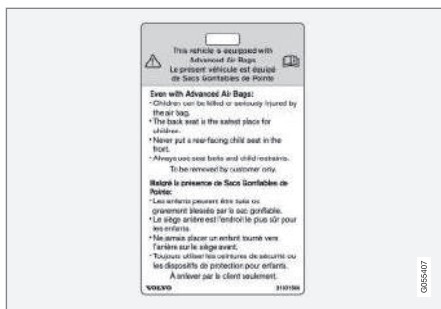 This vehicle is equipped with
Advanced Air Bags
Le présent véhicule est équipé
de Sacs Gonflables de Pointe
Even with Advanced Air Bags:
• Children can be killed or seriously injured by
the air bag.
• The back seat is the safest place for
children.
• Never put a rear-facing child seat in the
front.
• Always use seat belts and child restraints.
To be removed by customer only.
Malgré la présence de Sacs Gonflables de
Pointe:
• Les enfants peuvent être tués ou
gravement blessés par le sac gonflable.
• Le siège arrière est l'endroit le plus sûr pour
les enfants.
• Ne jamais placer un enfant tourné vers
l'arrière sur le siège avant.
• Toujours utiliser les ceintures de sécurité ou
les dispositifs de protection pour enfants.
A enlever par le client seulement.
VOLVO
G055407